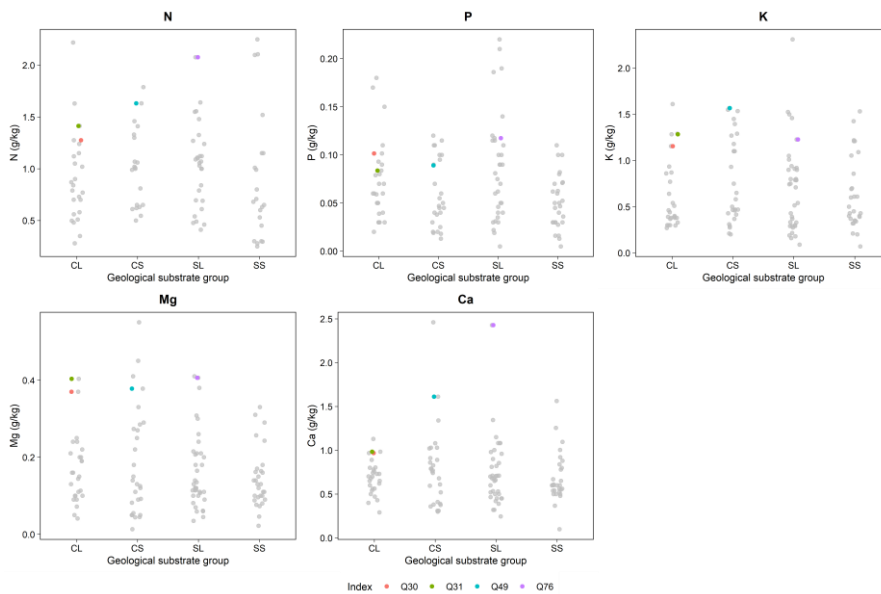 N
P
K
2.0
1.5
1.0
0.5
N (g/kg)
CL CS SL SS
Geological substrate group
0.20
0.15
0.10
0.05
0.00
P (g/kg)
CL CS SL SS
Geological substrate group
2.0
1.5
1.0
0.5
0.0
K (g/kg)
CL CS SL SS
Geological substrate group
Mg
Ca
0.4
0.2
0.0
Mg (g/kg)
CL CS SL SS
Geological substrate group
2.5
2.0
1.5
1.0
0.5
0.0
Ca (g/kg)
CL CS SL SS
Geological substrate group
Index Q30 Q31 Q49 Q76